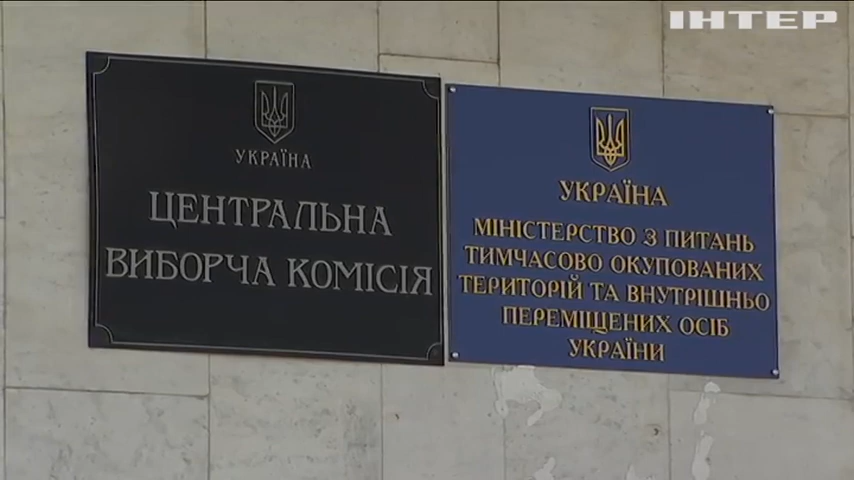 ІНТЕР
УКРАЇНА
ЦЕНТРАЛЬНА
ВИБОРЧА КОМІСІЯ
УКРАЇНА
МІНІСТЕРСТВО З ПИТАНЬ
ТИМЧАСОВО ОКУПОВАНИХ
ТЕРИТОРІЙ ТА ВНУТРІШНЬО
ПЕРЕМІЩЕНИХ ОСІБ
УКРАЇНИ